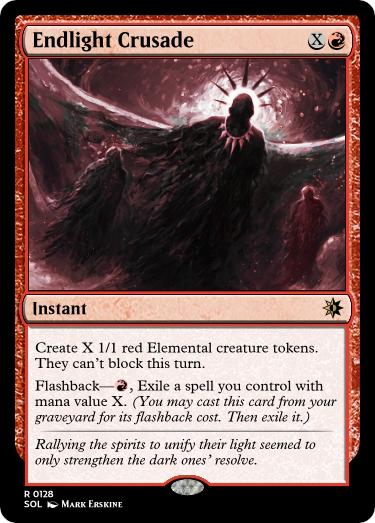 Endlight Crusade X
Instant
Create X 1/1 red Elemental creature tokens.
They can't block this turn.
Flashback—, Exile a spell you control with
mana value X. (You may cast this card from your
graveyard for its flashback cost. Then exile it.)
Rallying the spirits to unify their light seemed to
only strengthen the dark ones' resolve.
R 0128
SOL Mark Erskine